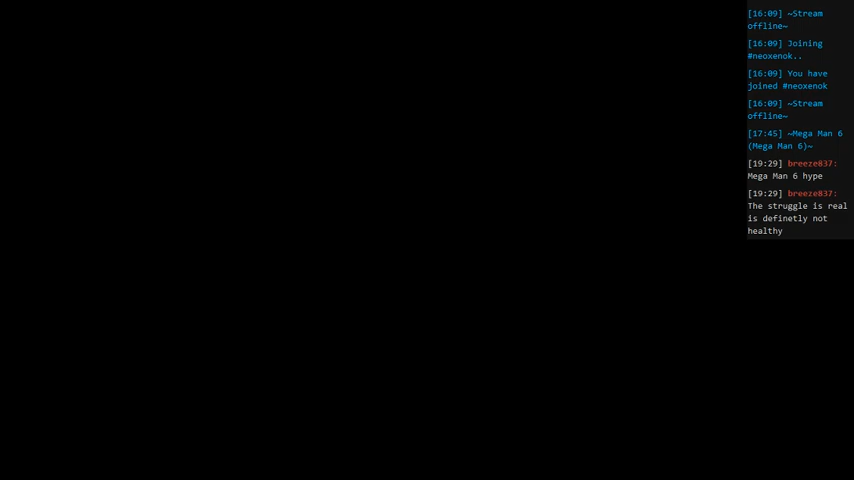 [16:09] ~Stream
offline~
[16:09] Joining
#neoxenok..
[16:09] You have
joined #neoxenok
[16:09] ~Stream
offline~
[17:45] ~Mega Man 6
(Mega Man 6)~
[19:29] breeze837:
Mega Man 6 hype
[19:29] breeze837:
The struggle is real
is definetly not
healthy